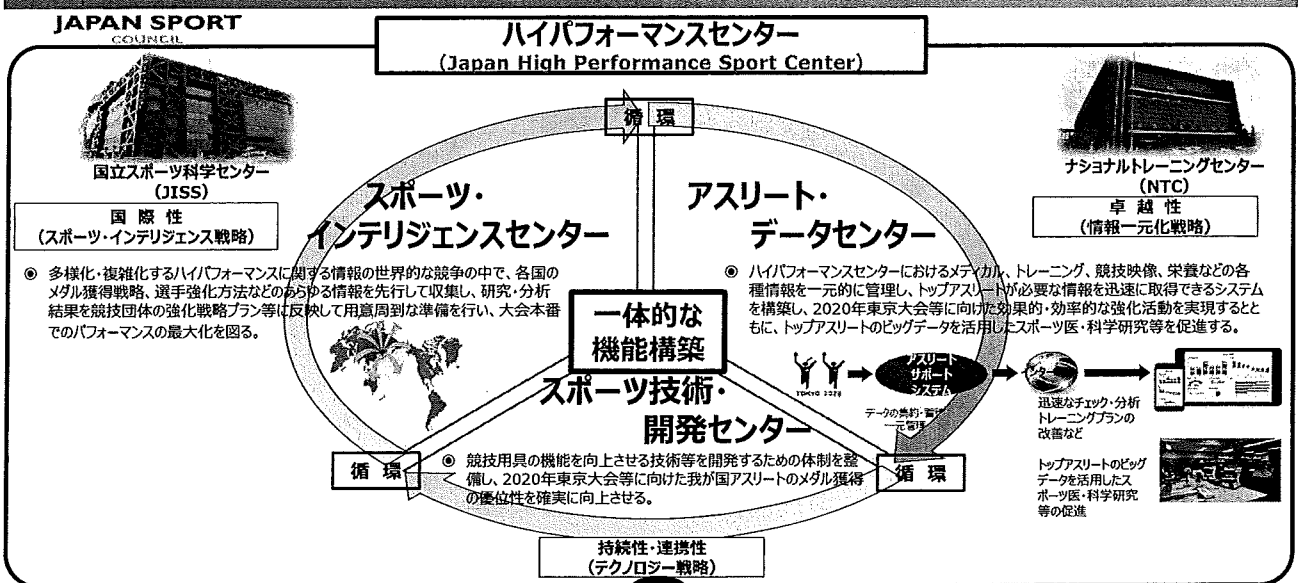 JAPAN SPORT
COUNCIL
ハイパフォーマンスセンター
(Japan High Performance Sport Center)
循 環
国立スポーツ科学センター
(JISS)
国 際 性
(スポーツ・インテリジェンス戦略)
ナショナルトレーニングセンター
(NTC)
卓 越 性
(情報一元化戦略)
スポーツ・
インテリジェンスセンター
アスリート・
データセンター
◉ 多様化・複雑化するハイパフォーマンスに関する情報の世界的な競争の中で、各国の
メダル獲得戦略、選手強化方法などのあらゆる情報を先行して収集し、研究・分析
結果を競技団体の強化戦略プラン等に反映して用意周到な準備を行い、大会本番
でのパフォーマンスの最大化を図る。
◉ ハイパフォーマンスセンターにおけるメディカル、トレーニング、競技映像、栄養などの各
種情報を一元的に管理し、トップアスリートが必要な情報を迅速に取得できるシステム
を構築し、2020年東京大会等に向けた効果的・効率的な強化活動を実現するとと
もに、トップアスリートのビッグデータを活用したスポーツ医・科学研究等を促進する。
一体的な
機能構築
スポーツ技術・
開発センター
TOKYO 2020
アスリート
サポート
システム
データの集約・管理
一元管理
迅速なチェック・分析
トレーニングプランの
改善など
トップアスリートのビッグ
データを活用したス
ポーツ医・科学研究
等の促進
循 環
◉ 競技用具の機能を向上させる技術等を開発するための体制を整
備し、2020年東京大会等に向けた我が国アスリートのメダル獲得
の優位性を確実に向上させる。
循 環
持続性・連携性
(テクノロジー戦略)